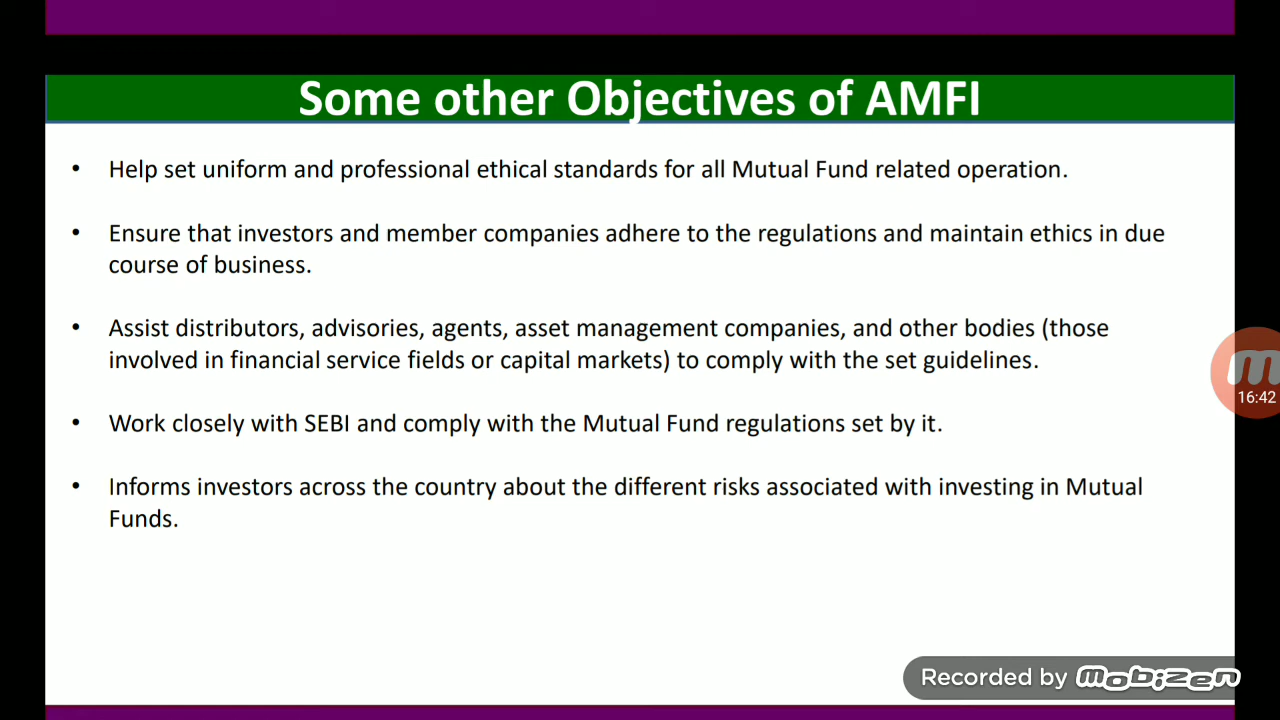 Some other Objectives of AMFI
• Help set uniform and professional ethical standards for all Mutual Fund related operation.
• Ensure that investors and member companies adhere to the regulations and maintain ethics in due
course of business.
• Assist distributors, advisories, agents, asset management companies, and other bodies (those
involved in financial service fields or capital markets) to comply with the set guidelines.
• Work closely with SEBI and comply with the Mutual Fund regulations set by it.
• Informs investors across the country about the different risks associated with investing in Mutual
Funds.
16:42
Recorded by mobizen